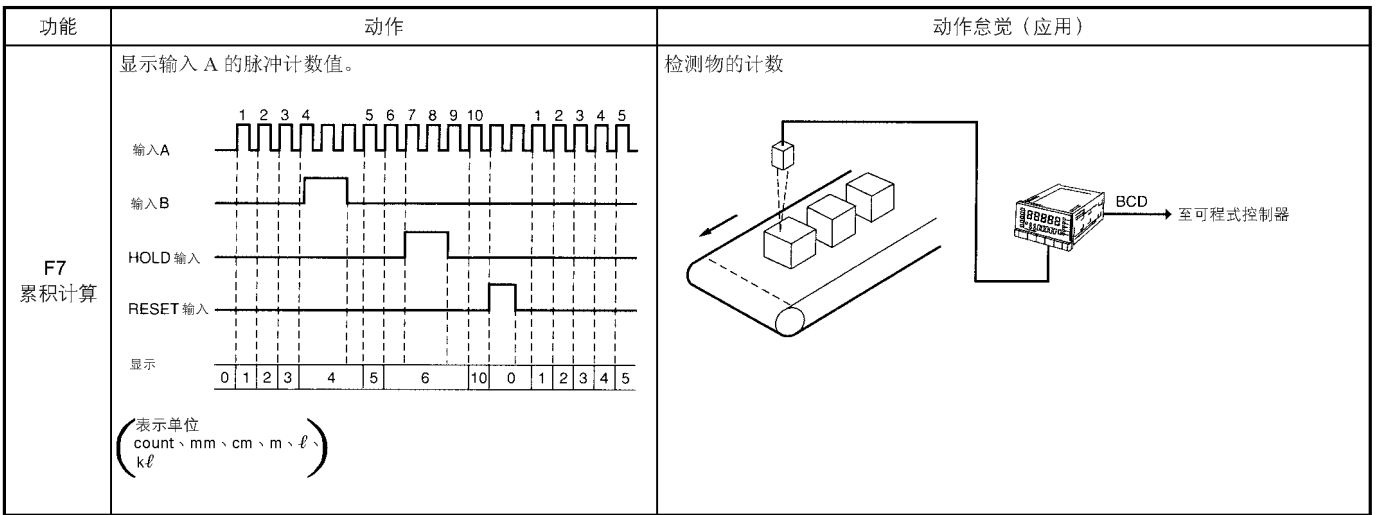 功能
动作
动作怠觉（应用）
F7
累积计算
显示输入 A 的脉冲计数值。
1 2 3 4 5 6 7 8 9 10 1 2 3 4 5
输入A
输入B
HOLD 输入
RESET 输入
显示
0 1 2 3 4 5 6 10 0 1 2 3 4 5
表示单位
count、mm、cm、m、ℓ、
kℓ
检测物的计数
BCD
至可程式控制器